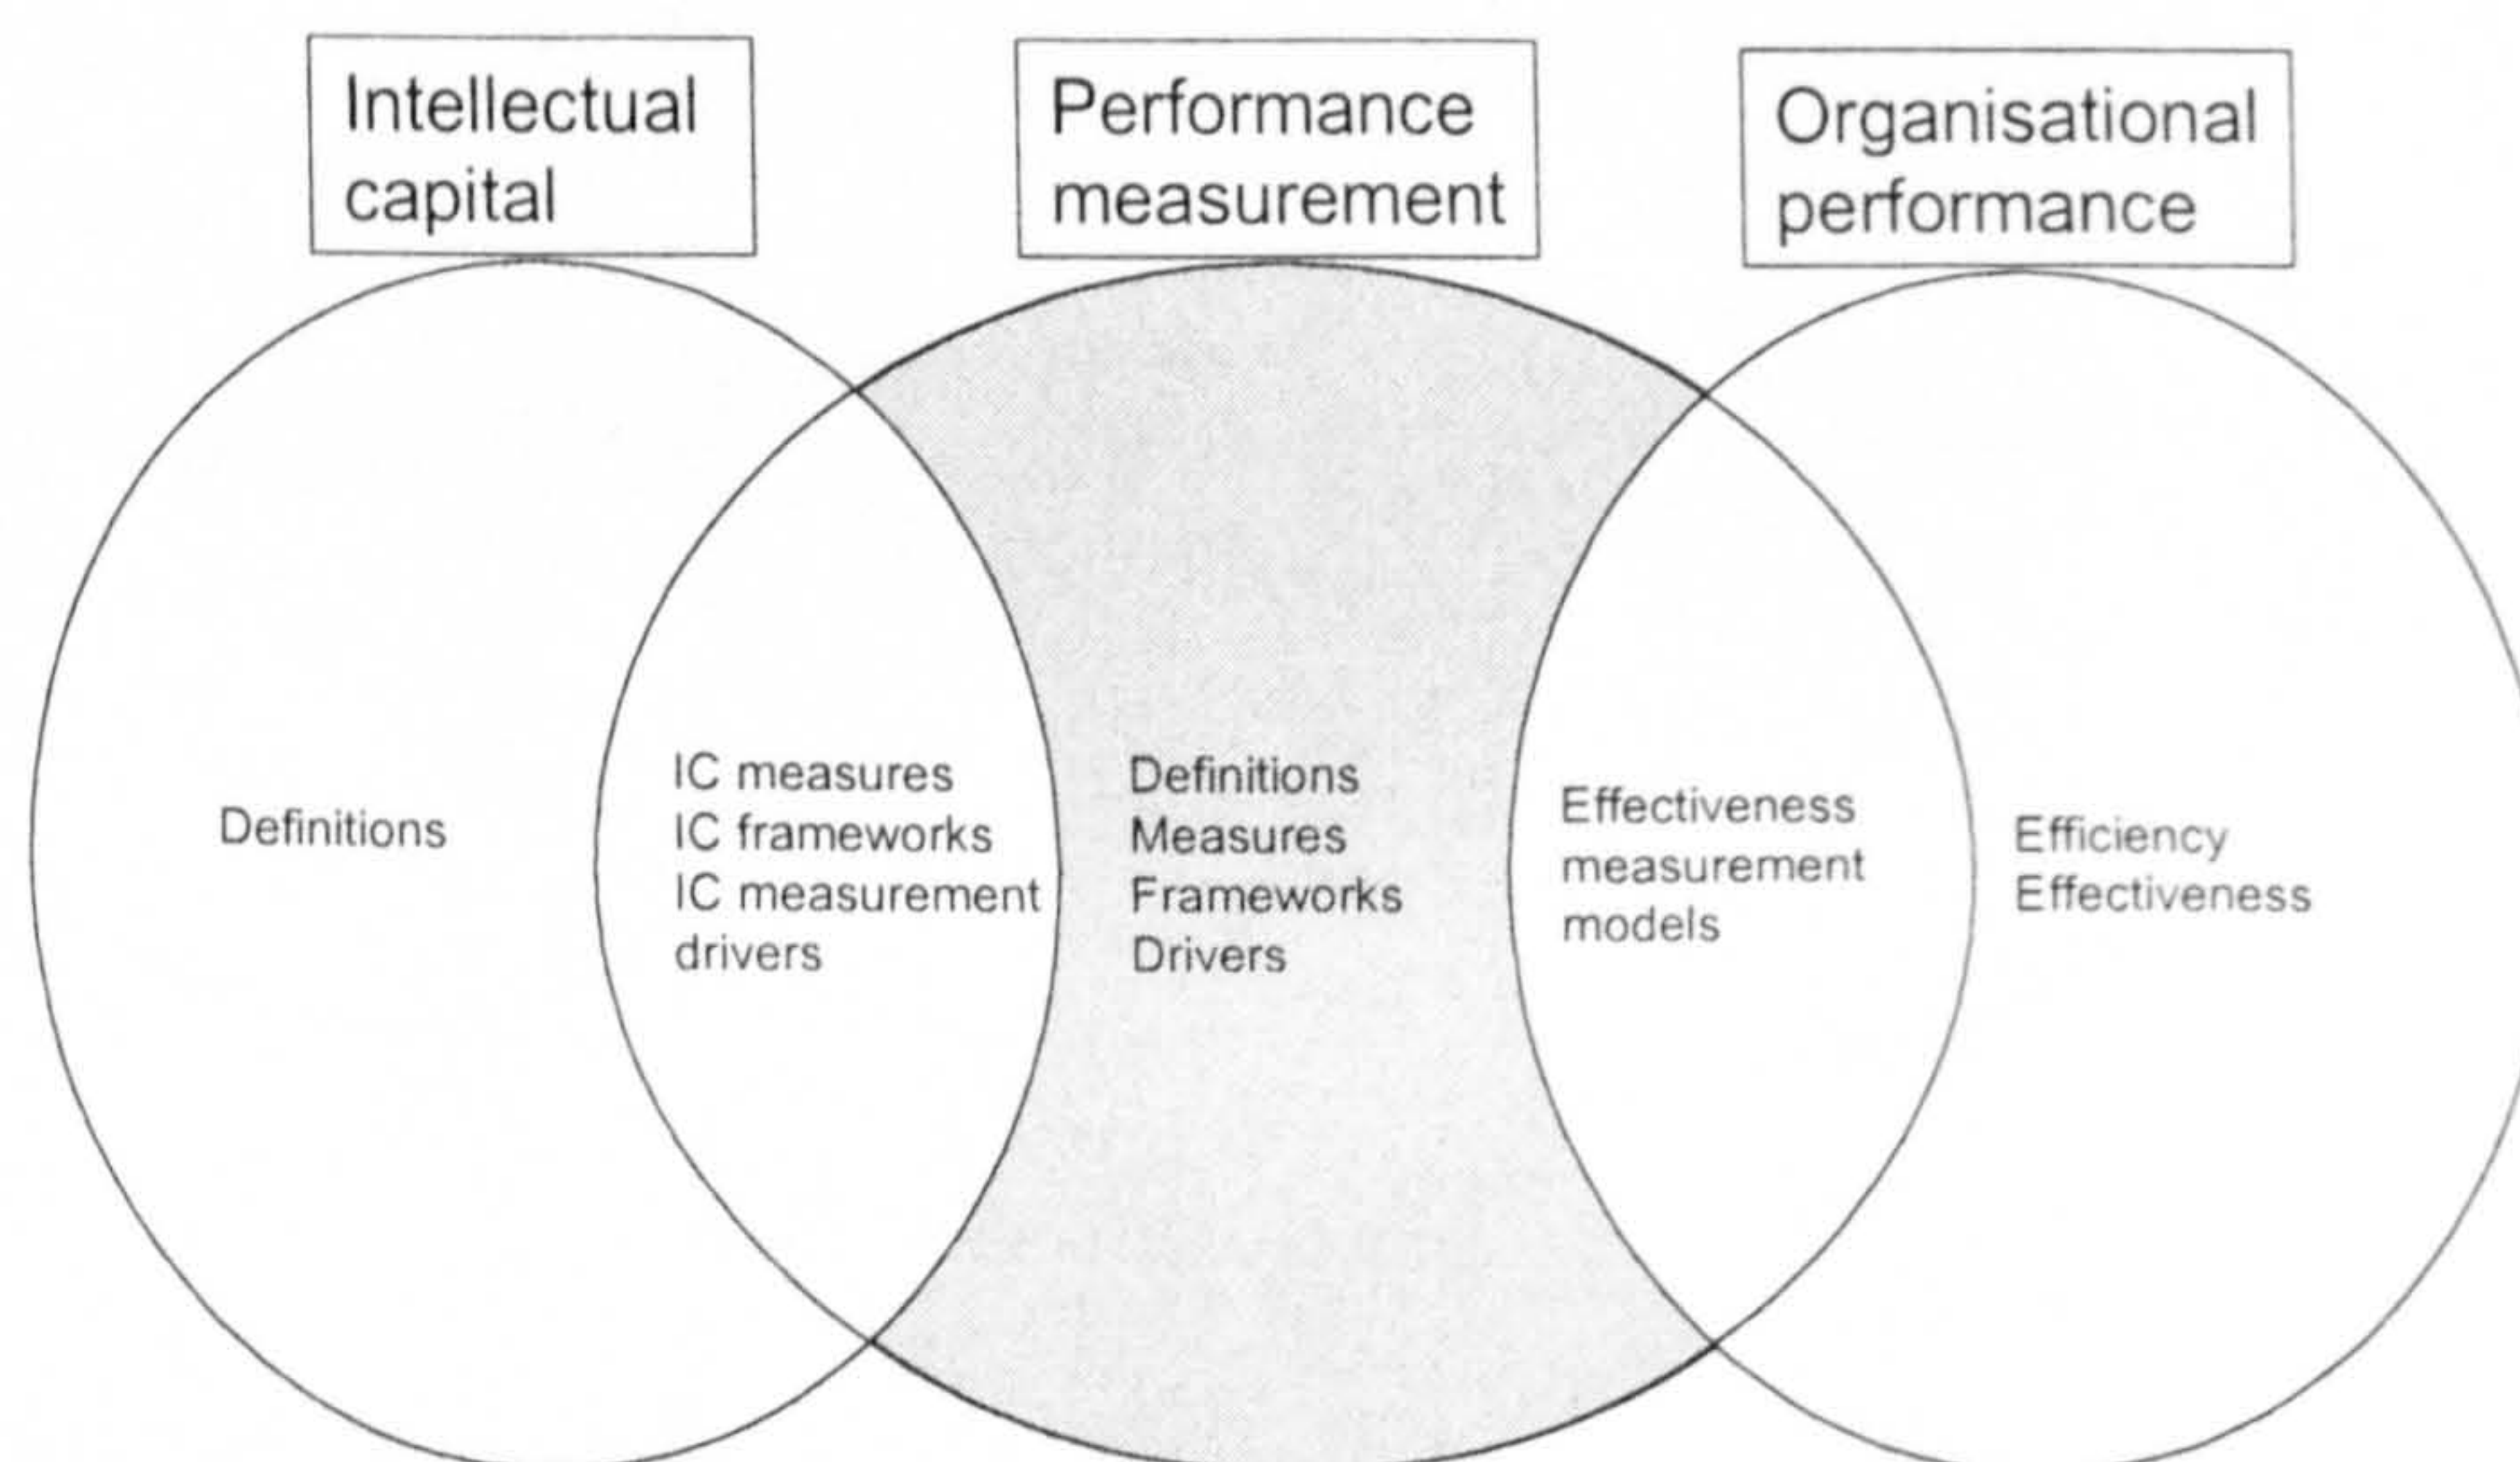 Intellectual
capital
Performance
measurement
Organisational
performance
Definitions
IC measures
IC frameworks
IC measurement
drivers
Definitions
Measures
Frameworks
Drivers
Effectiveness
measurement
models
Efficiency
Effectiveness